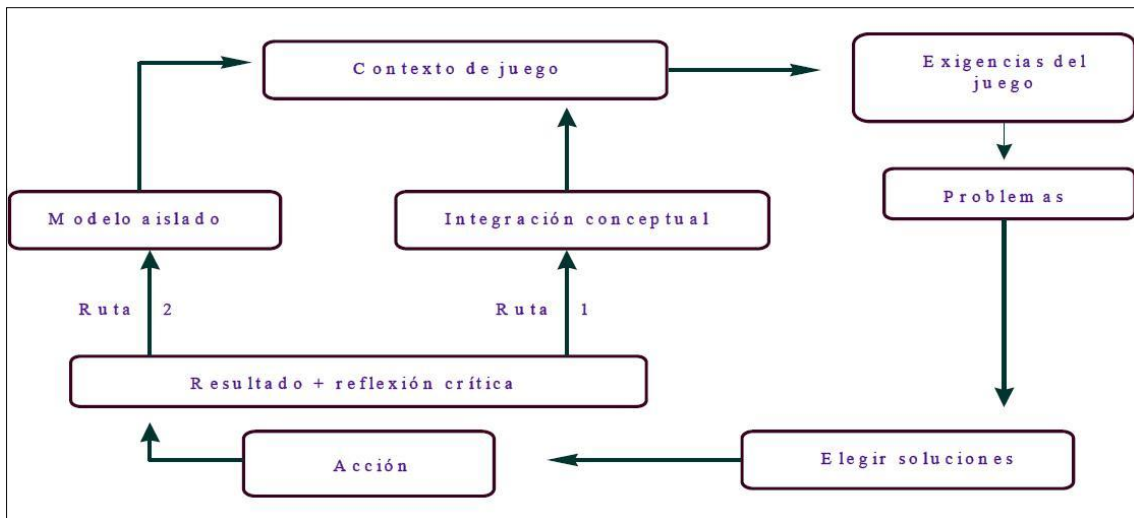 Contexto de juego
Exigencias del
juego
Modelo aislado
Integración conceptual
Problemas
Ruta 2
Ruta 1
Resultado + reflexión crítica
Acción
Elegir soluciones